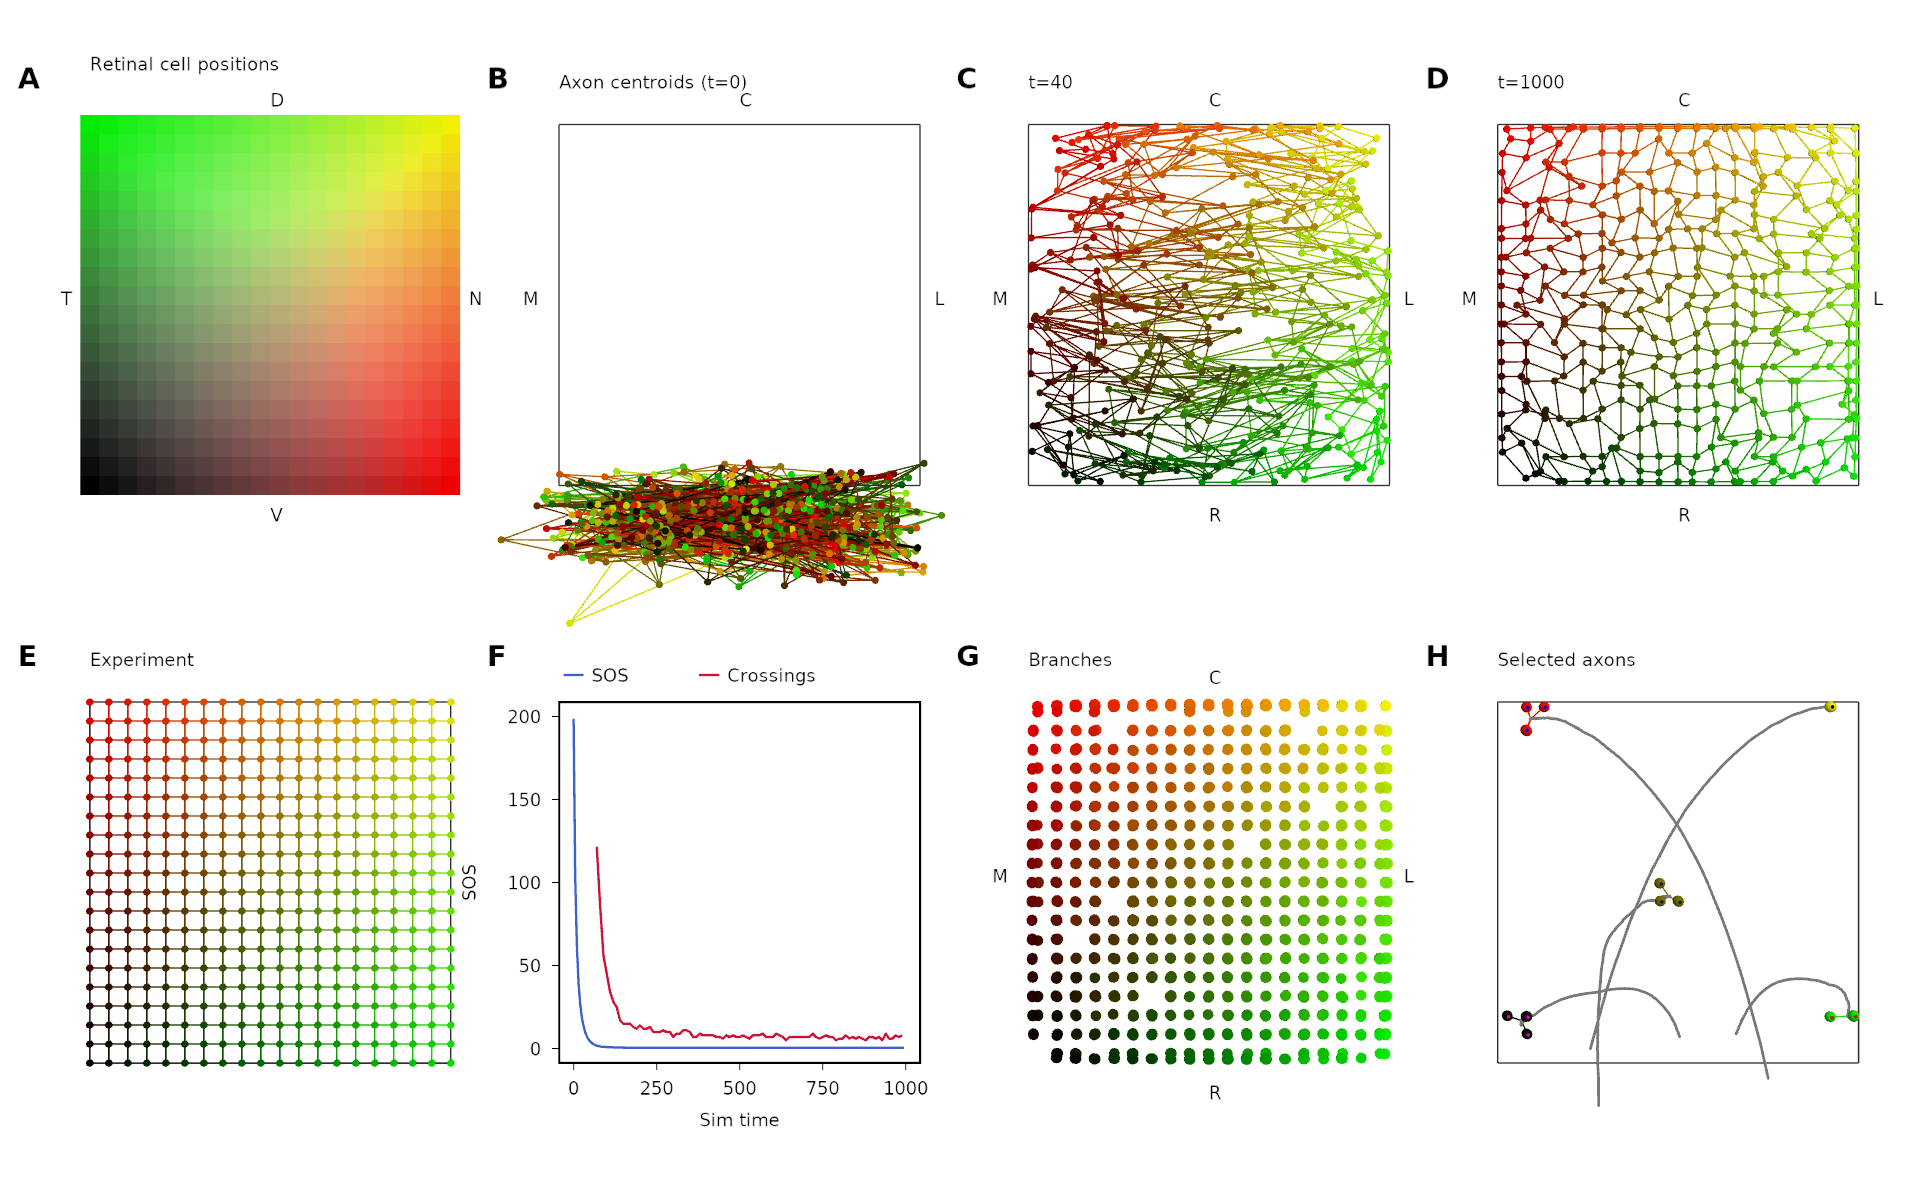 A
Retinal cell positions
D
T
N
V
B
Axon centroids (t=0)
C
M
L
C
t=40
C
M
L
R
D
t=1000
C
M
L
R
E
Experiment
F
SOS
Crossings
SOS
200
150
100
50
0
0
250
500
750
1000
Sim time
G
Branches
C
M
L
R
H
Selected axons